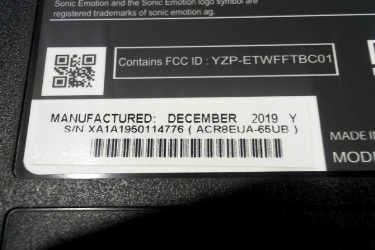 Sonic Emotion and the Sonic Emotion logo symbol are
registered trademarks of sonic emotion ag.
Contains FCC ID : YZP-ETWFFTBC01
MANUFACTURED: DECEMBER 2019 Y
S/N XA1A1950114776 ( ACR8EUA-65UB )
MADE IN
MODE